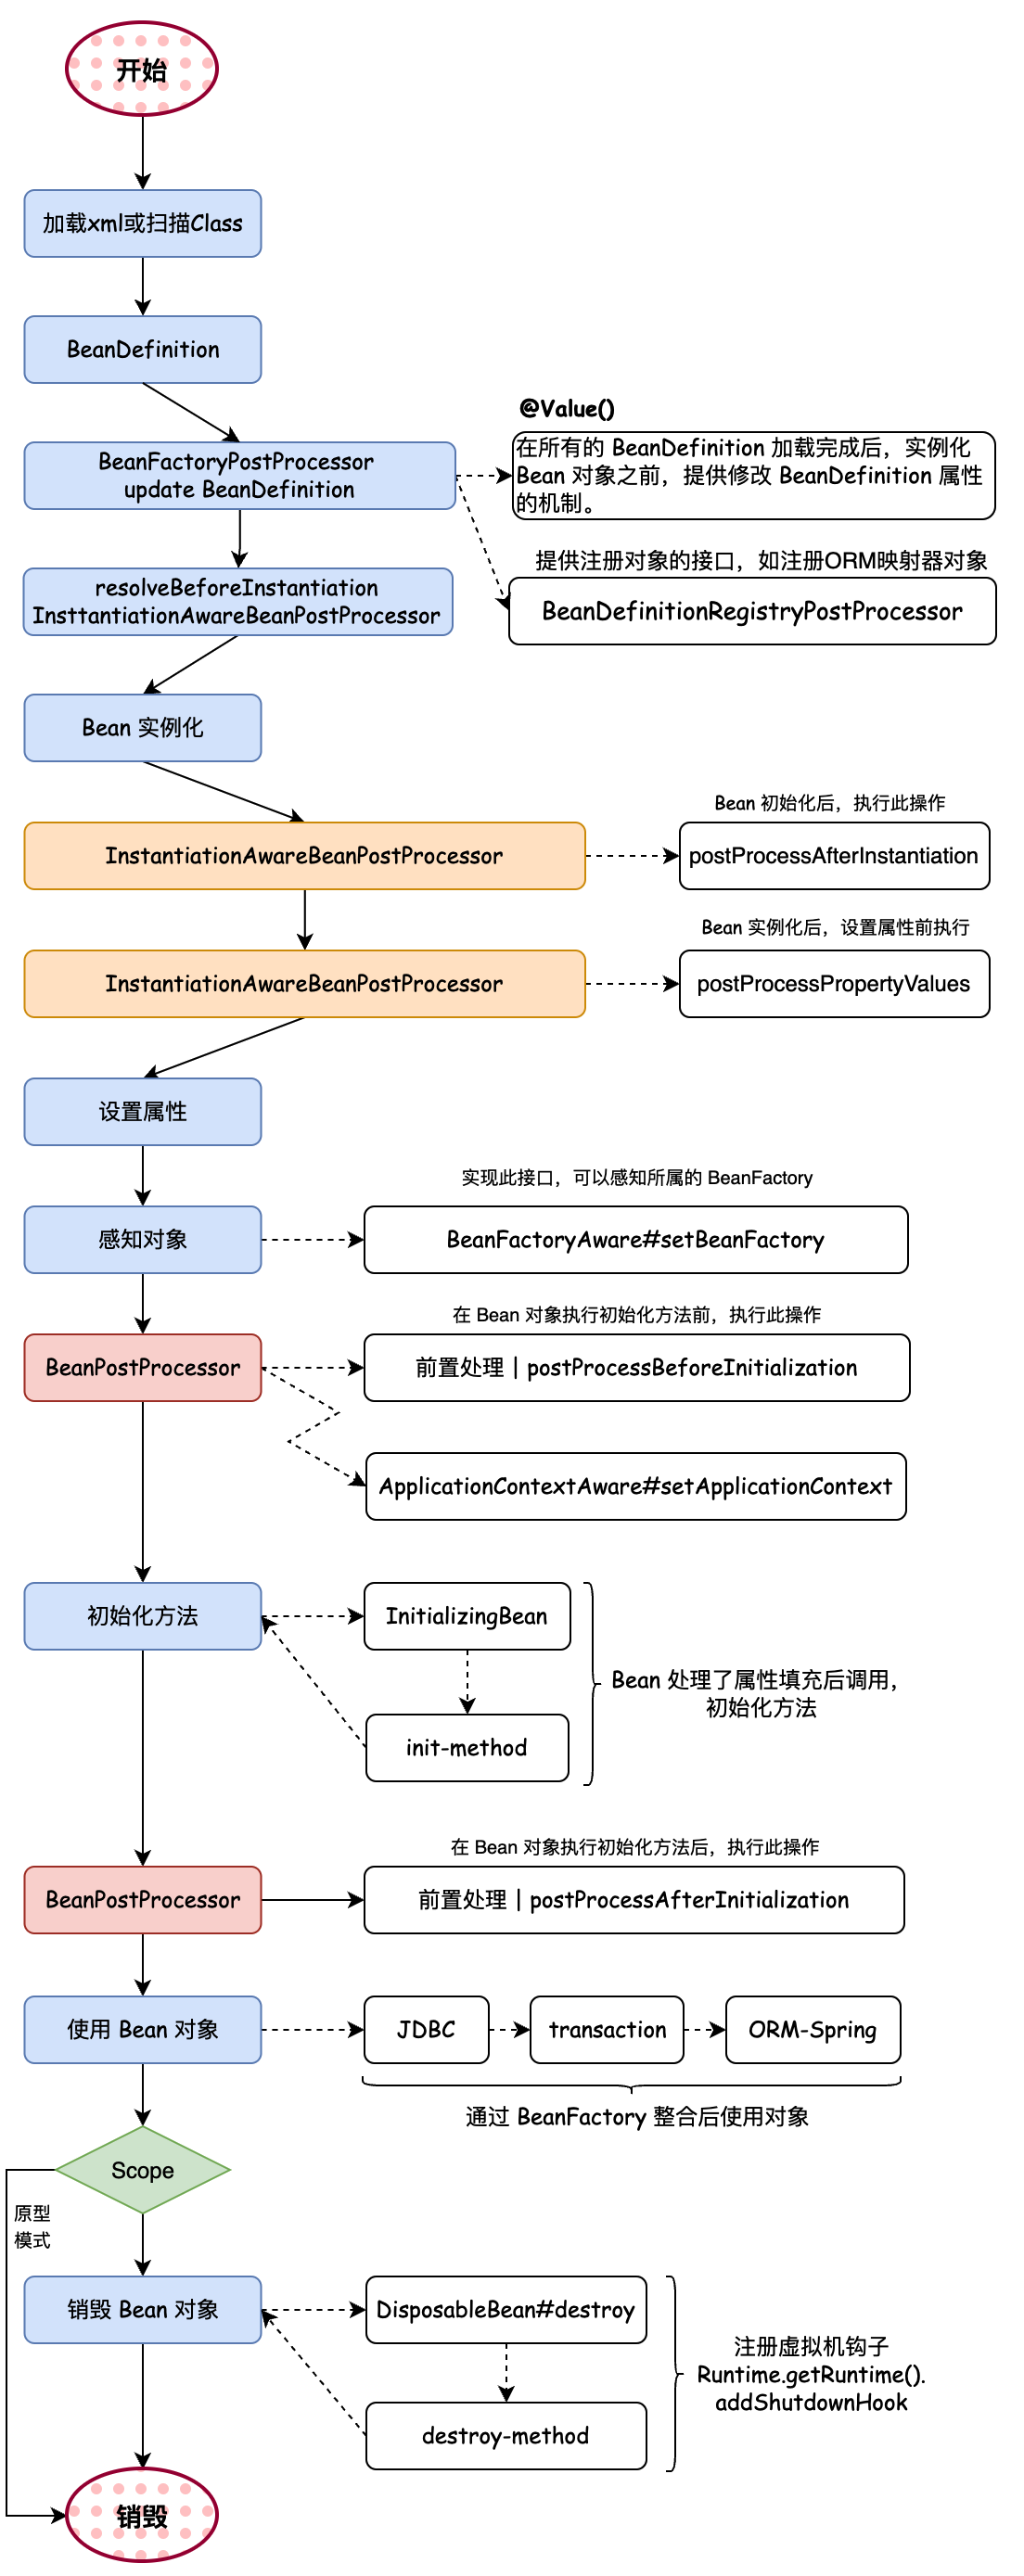 开始
加载xml或扫描Class
BeanDefinition
@Value()
BeanFactoryPostProcessor
update BeanDefinition
在所有的 BeanDefinition 加载完成后，实例化
Bean 对象之前，提供修改 BeanDefinition 属性
的机制。
提供注册对象的接口，如注册ORM映射器对象
resolveBeforeInstantiation
InsttantiationAwareBeanPostProcessor
BeanDefinitionRegistryPostProcessor
Bean 实例化
Bean 初始化后，执行此操作
InstantiationAwareBeanPostProcessor
postProcessAfterInstantiation
Bean 实例化后，设置属性前执行
InstantiationAwareBeanPostProcessor
postProcessPropertyValues
设置属性
实现此接口，可以感知所属的 BeanFactory
感知对象
BeanFactoryAware#setBeanFactory
在 Bean 对象执行初始化方法前，执行此操作
BeanPostProcessor
前置处理 | postProcessBeforeInitialization
ApplicationContextAware#setApplicationContext
初始化方法
InitializingBean
Bean 处理了属性填充后调用，
初始化方法
init-method
在 Bean 对象执行初始化方法后，执行此操作
BeanPostProcessor
前置处理 | postProcessAfterInitialization
使用 Bean 对象
JDBC
transaction
ORM-Spring
通过 BeanFactory 整合后使用对象
Scope
原型
模式
销毁 Bean 对象
DisposableBean#destroy
注册虚拟机钩子
Runtime.getRuntime().
addShutdownHook
destroy-method
销毁